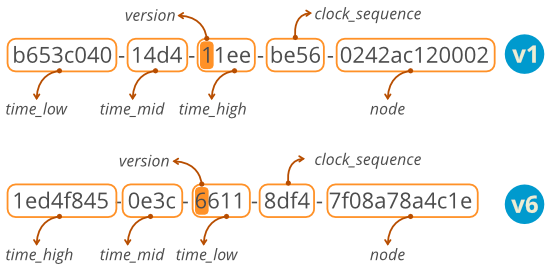 version clock_sequence
b653c040 - 14d4 - 11ee - be56 - 0242ac120002 v1
time_low time_mid time_high node
version clock_sequence
1ed4f845 - 0e3c - 6611 - 8df4 - 7f08a78a4c1e v6
time_high time_mid time_low node